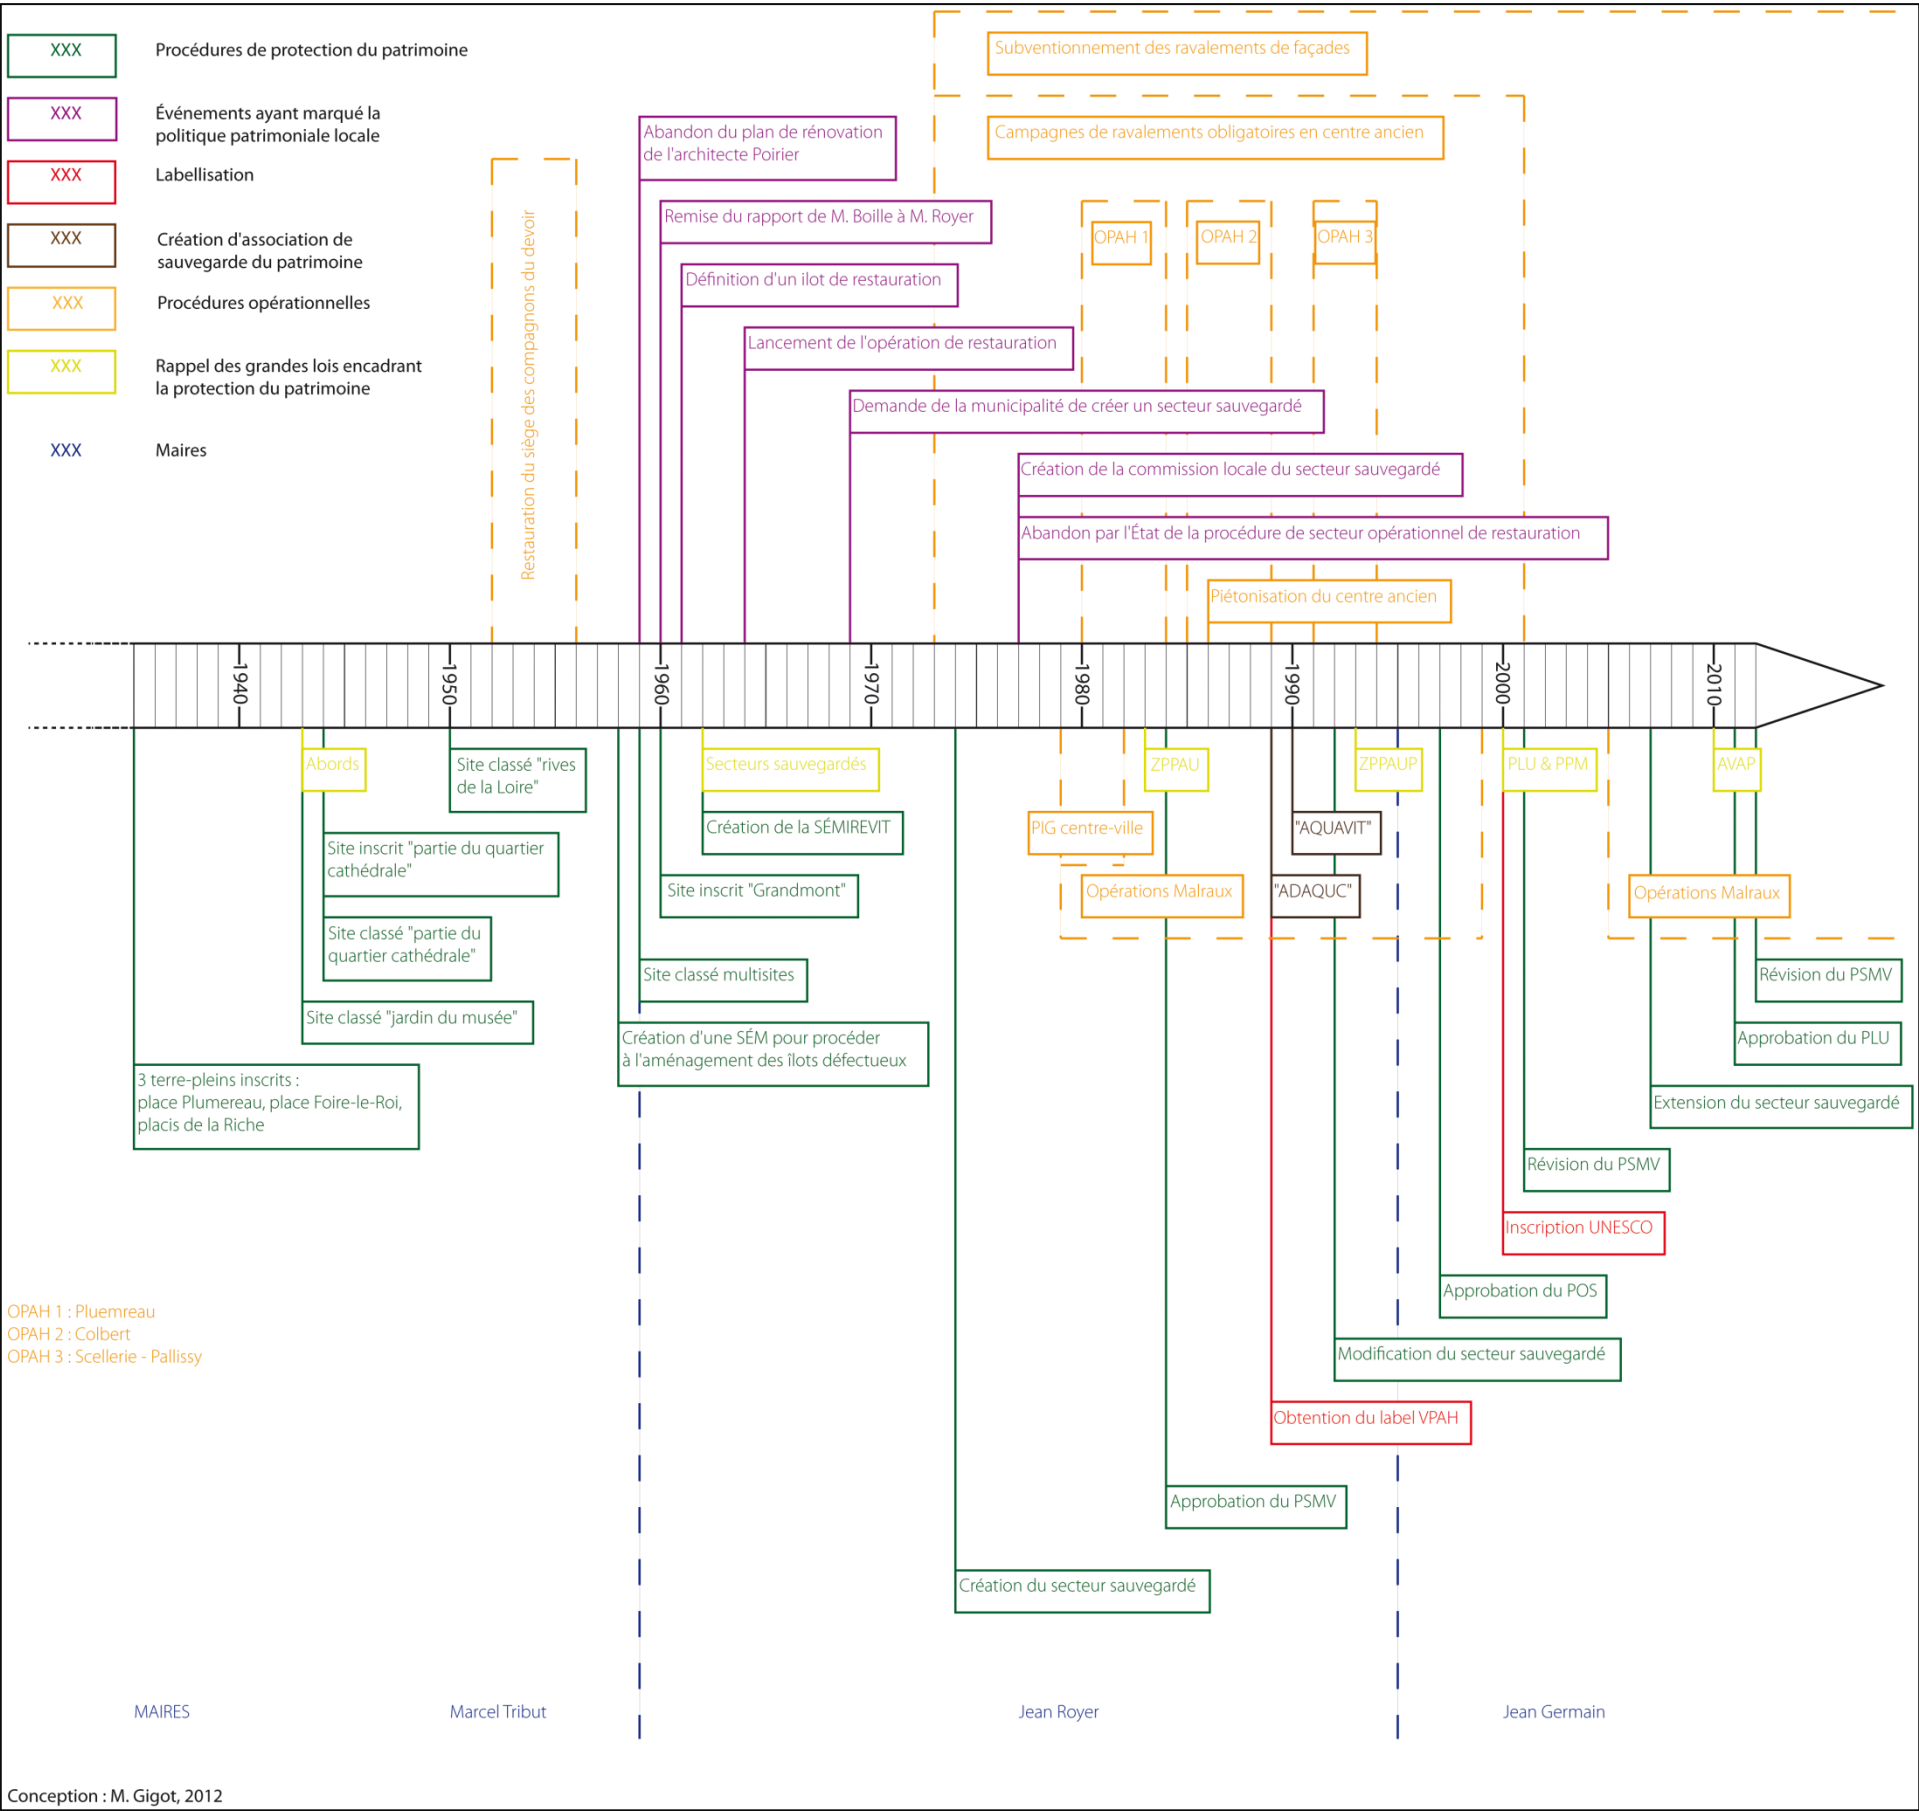 XXX Procédures de protection du patrimoine
XXX Événements ayant marqué la
politique patrimoniale locale
XXX Labellisation
XXX Création d'association de
sauvegarde du patrimoine
XXX Procédures opérationnelles
XXX Rappel des grandes lois encadrant
la protection du patrimoine
XXX Maires
Subventionnement des ravalements de façades
Campagnes de ravalements obligatoires en centre ancien
Abandon du plan de rénovation
de l'architecte Poirier
Restauration du siège des compagnons du devoir
Remise du rapport de M. Boille à M. Royer
OPAH 1
OPAH 2
OPAH 3
Définition d'un ilot de restauration
Lancement de l'opération de restauration
Demande de la municipalité de créer un secteur sauvegardé
Création de la commission locale du secteur sauvegardé
Abandon par l'État de la procédure de secteur opérationnel de restauration
Piétonisation du centre ancien
1940
1950
1960
1970
1980
1990
2000
2010
Abords
Site classé "rives
de la Loire"
Secteurs sauvegardés
ZPPAU
ZPPAUP
PLU & PPM
AVAP
Site inscrit "partie du quartier
cathédrale"
Création de la SÉMIREVIT
PIG centre-ville
"AQUAVIT"
Site inscrit "Grandmont"
Opérations Malraux
"ADAQUC"
Opérations Malraux
Site classé "partie du
quartier cathédrale"
Site classé multisites
Révision du PSMV
Site classé "jardin du musée"
Création d'une SÉM pour procéder
à l'aménagement des îlots défectueux
Approbation du PLU
3 terre-pleins inscrits :
place Plumereau, place Foire-le-Roi,
placis de la Riche
Extension du secteur sauvegardé
Révision du PSMV
Inscription UNESCO
Approbation du POS
OPAH 1 : Pluemreau
OPAH 2 : Colbert
OPAH 3 : Scellerie - Pallissy
Modification du secteur sauvegardé
Obtention du label VPAH
Approbation du PSMV
Création du secteur sauvegardé
MAIRES
Marcel Tribut
Jean Royer
Jean Germain
Conception : M. Gigot, 2012